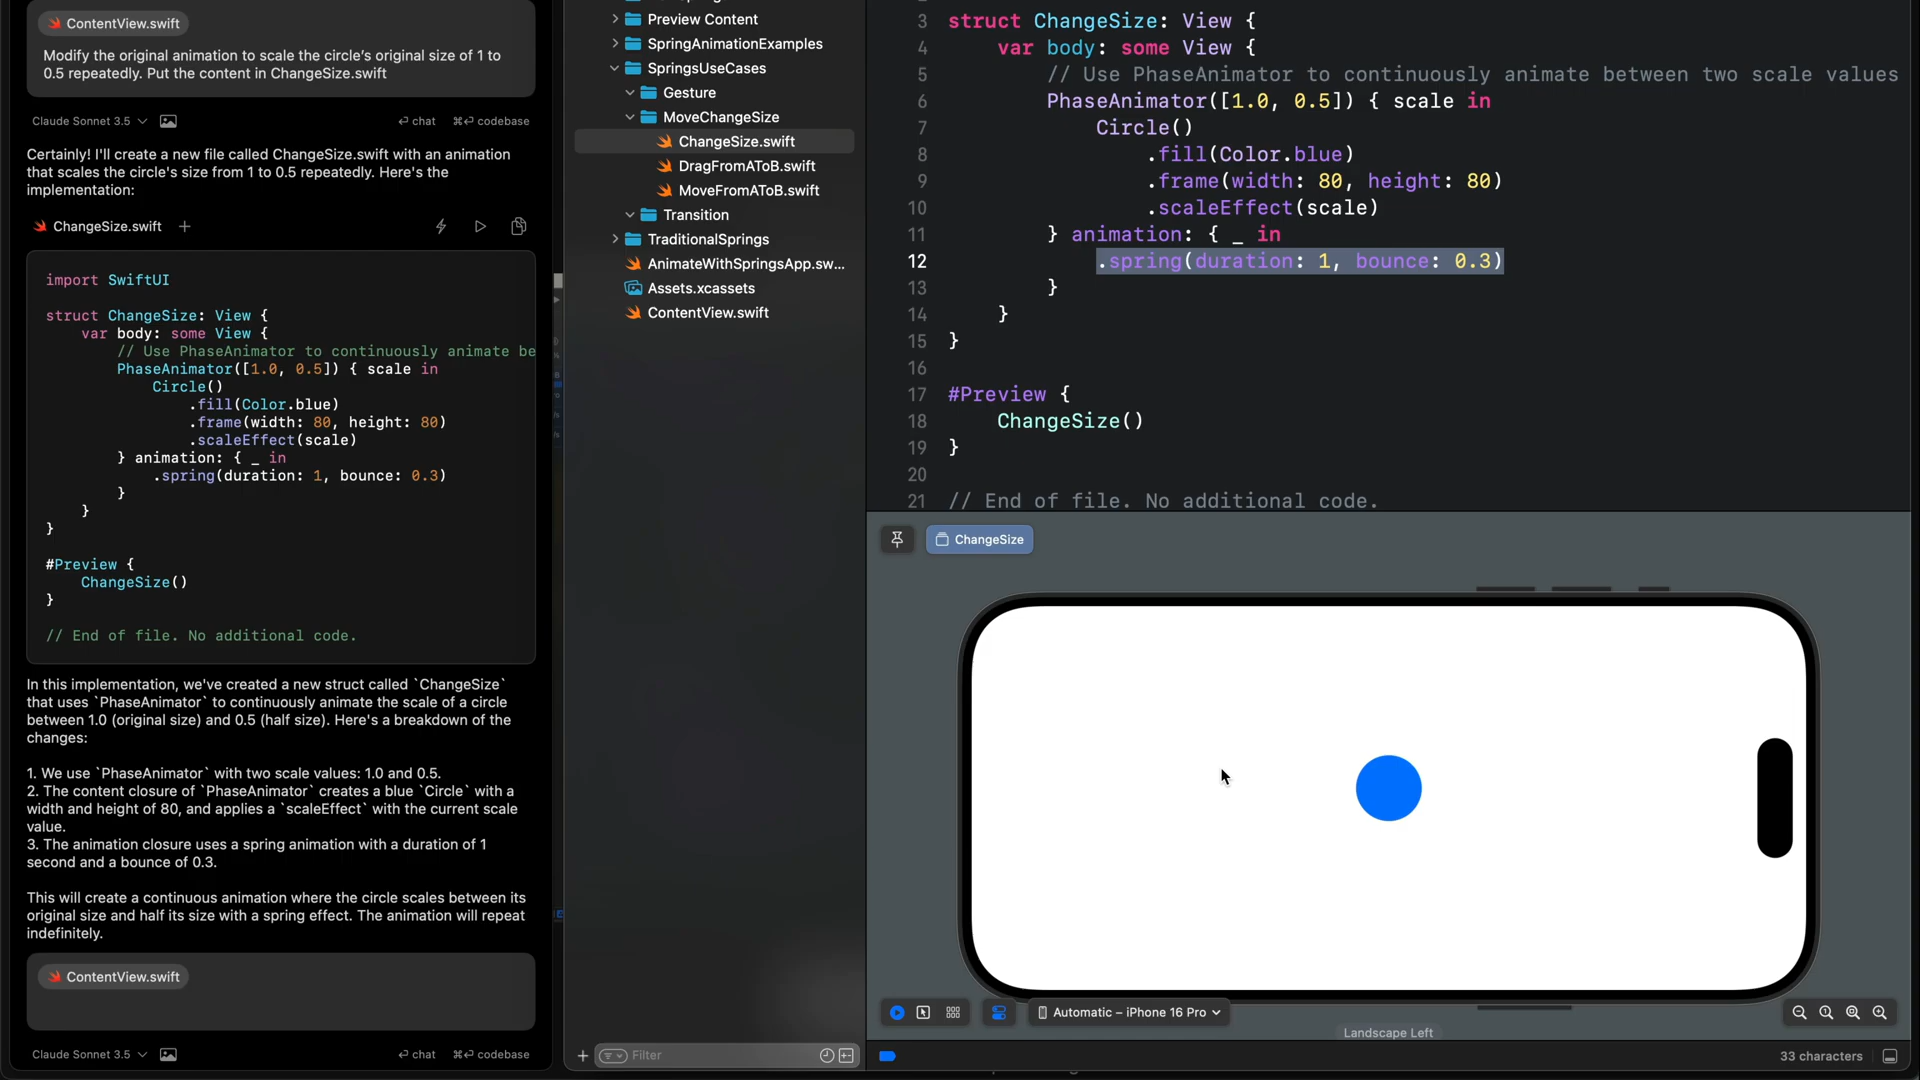 ContentView.swift
Modify the original animation to scale the circle’s original size of 1 to
0.5 repeatedly. Put the content in ChangeSize.swift
Claude Sonnet 3.5
chat
codebase
Certainly! I'll create a new file called ChangeSize.swift with an animation
that scales the circle's size from 1 to 0.5 repeatedly. Here's the
implementation:
ChangeSize.swift
import SwiftUI
struct ChangeSize: View {
var body: some View {
// Use PhaseAnimator to continuously animate be
PhaseAnimator([1.0, 0.5]) { scale in
Circle()
.fill(Color.blue)
.frame(width: 80, height: 80)
.scaleEffect(scale)
} animation: { _ in
.spring(duration: 1, bounce: 0.3)
}
}
}
#Preview {
ChangeSize()
}
// End of file. No additional code.
In this implementation, we've created a new struct called `ChangeSize`
that uses `PhaseAnimator` to continuously animate the scale of a circle
between 1.0 (original size) and 0.5 (half size). Here's a breakdown of the
changes:
1. We use `PhaseAnimator` with two scale values: 1.0 and 0.5.
2. The content closure of `PhaseAnimator` creates a blue `Circle` with a
width and height of 80, and applies a `scaleEffect` with the current scale
value.
3. The animation closure uses a spring animation with a duration of 1
second and a bounce of 0.3.
This will create a continuous animation where the circle scales between its
original size and half its size with a spring effect. The animation will repeat
indefinitely.
ContentView.swift
Claude Sonnet 3.5
chat
codebase
Preview Content
SpringAnimationExamples
SpringsUseCases
Gesture
MoveChangeSize
ChangeSize.swift
DragFromAToB.swift
MoveFromAToB.swift
Transition
TraditionalSprings
AnimateWithSpringsApp.sw...
Assets.xcassets
ContentView.swift
Filter
3 struct ChangeSize: View {
4 var body: some View {
5 // Use PhaseAnimator to continuously animate between two scale values
6 PhaseAnimator([1.0, 0.5]) { scale in
7 Circle()
8 .fill(Color.blue)
9 .frame(width: 80, height: 80)
10 .scaleEffect(scale)
11 } animation: { _ in
12 .spring(duration: 1, bounce: 0.3)
13 }
14 }
15 }
16
17 #Preview {
18 ChangeSize()
19 }
20
21 // End of file. No additional code.
ChangeSize
Automatic – iPhone 16 Pro
Landscape Left
33 characters